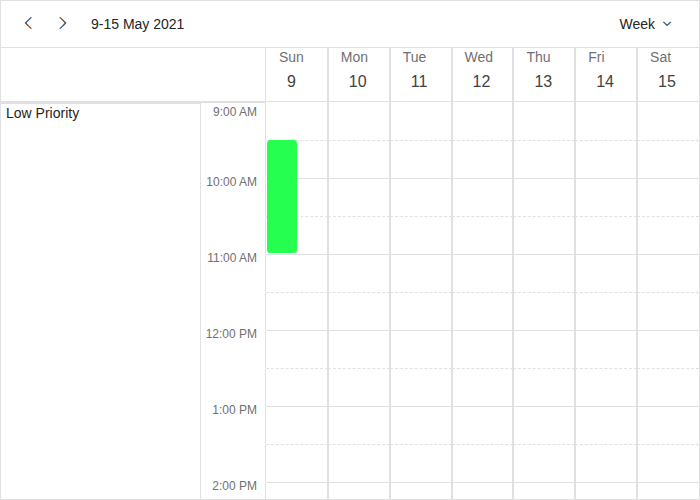 9-15 May 2021
Week
Sun Mon Tue Wed Thu Fri Sat
9 10 11 12 13 14 15
Low Priority
9:00 AM
10:00 AM
11:00 AM
12:00 PM
1:00 PM
2:00 PM